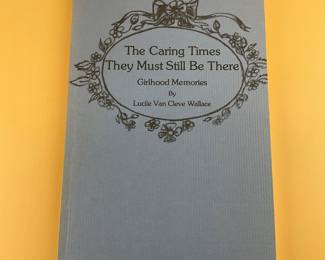 The Caring Times
They Must Still Be There
Girlhood Memories
By
Lucile Van Cleve Wallace